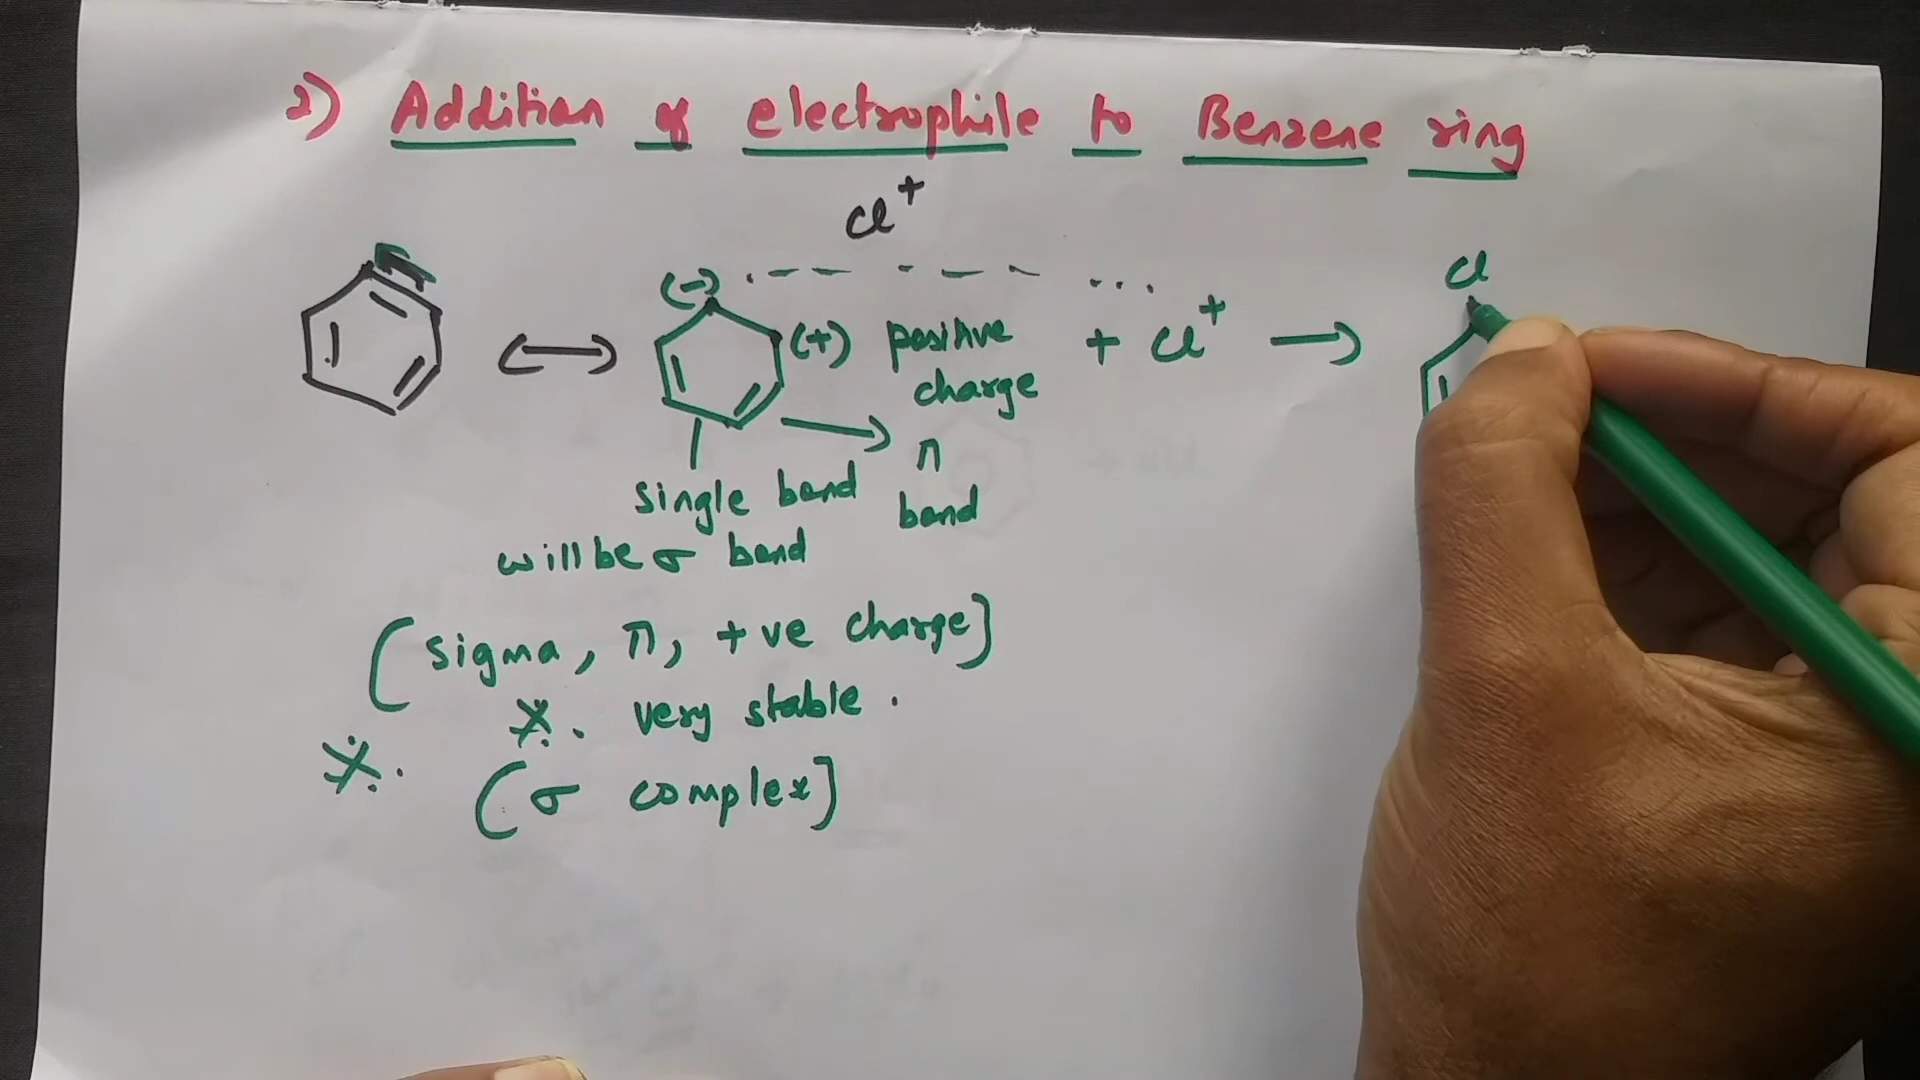 2) Addition of electrophile to Benzene ring
Cl+
(-) Cl
(+) positive + Cl+
charge
π
single bond bond
will be σ bond
(sigma, π, +ve charge]
X. very stable.
X. (σ complex]